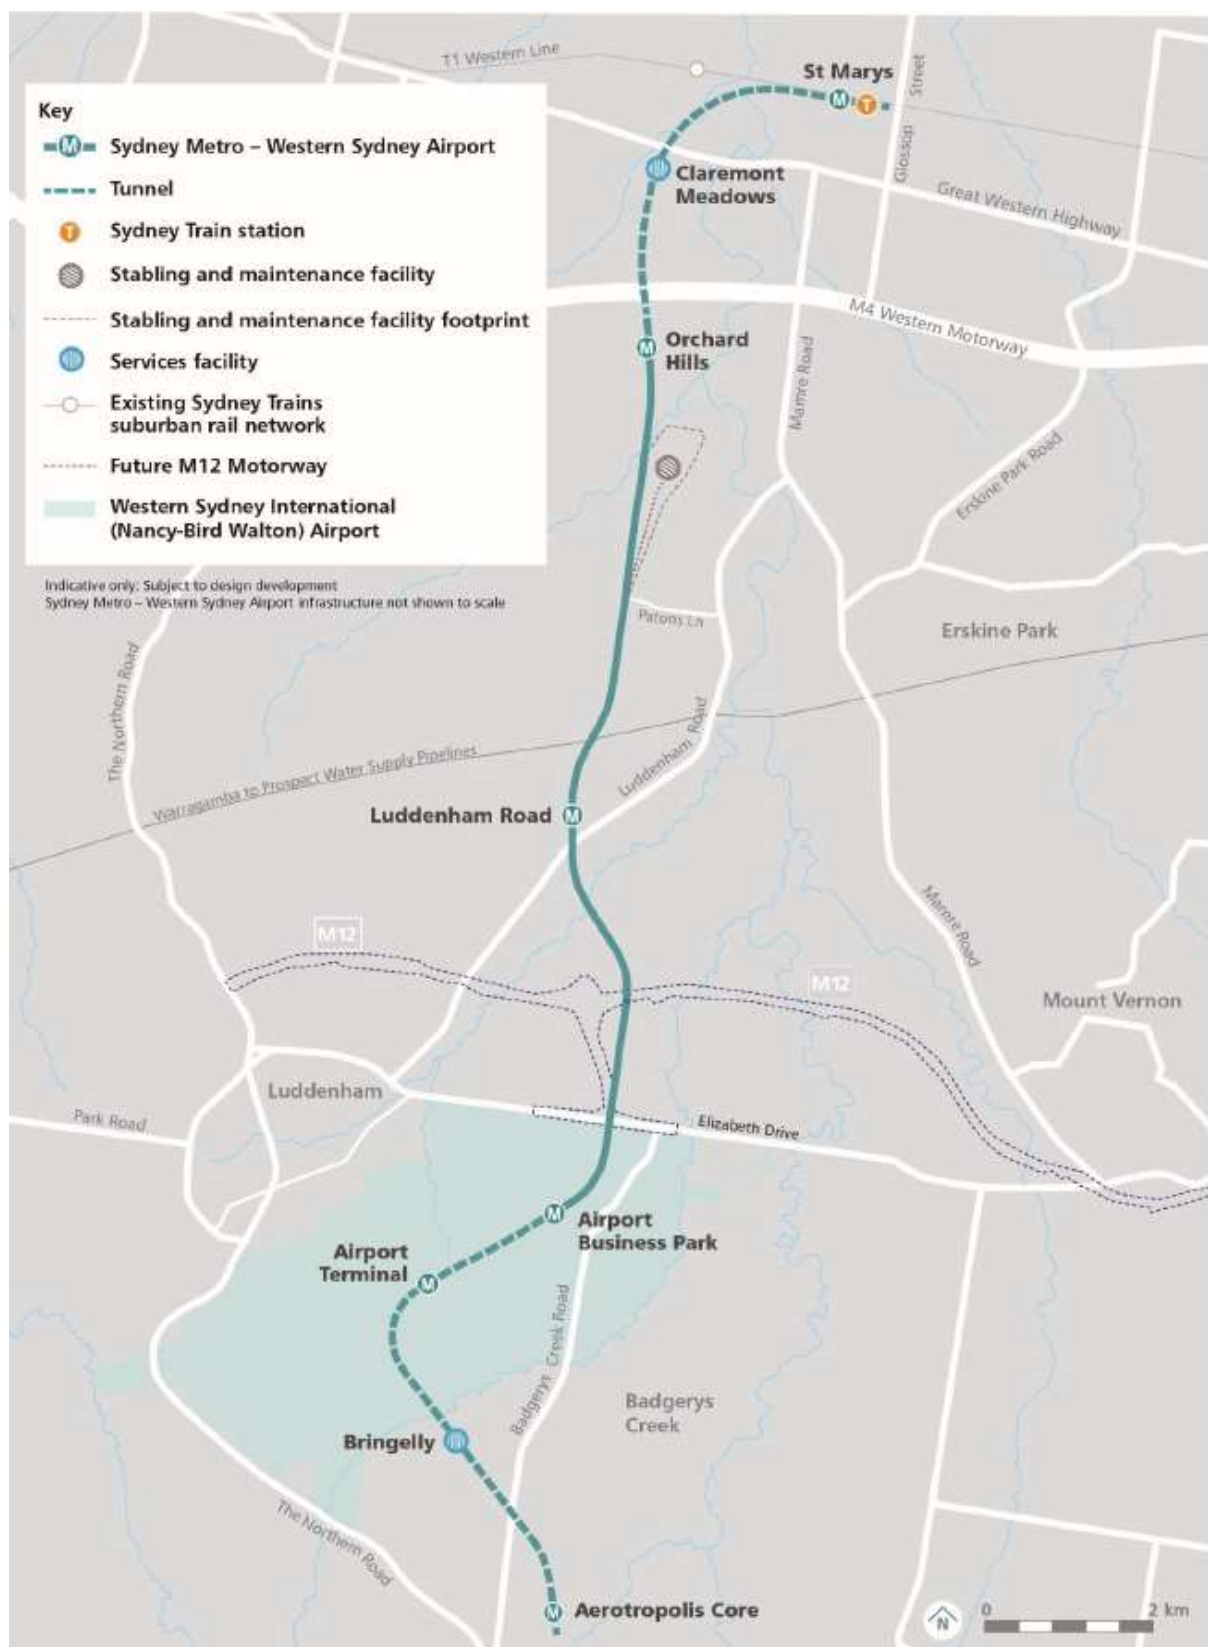 T1 Western Line
St Marys
Glossop Street
Key
M
T
Sydney Metro – Western Sydney Airport
Tunnel
T
Sydney Train station
Stabling and maintenance facility
Stabling and maintenance facility footprint
Services facility
Existing Sydney Trains
suburban rail network
Future M12 Motorway
Western Sydney International
(Nancy-Bird Walton) Airport
Indicative only: Subject to design development
Sydney Metro – Western Sydney Airport infrastructure not shown to scale
M
Claremont
Meadows
Great Western Highway
M4 Western Motorway
M
Orchard
Hills
Mamre Road
Erskine Park Road
Patons Ln
Erskine Park
The Northern Road
Luddenham Road
Warragamba to Prospect Water Supply Pipelines
Luddenham Road
M
Mamre Road
M12
M12
Mount Vernon
Luddenham
Park Road
Elizabeth Drive
M
Airport
Business Park
Airport
Terminal
M
Badgerys Creek Road
Badgerys
Creek
Bringelly
The Northern Road
M
Aerotropolis Core
N
0
2 km